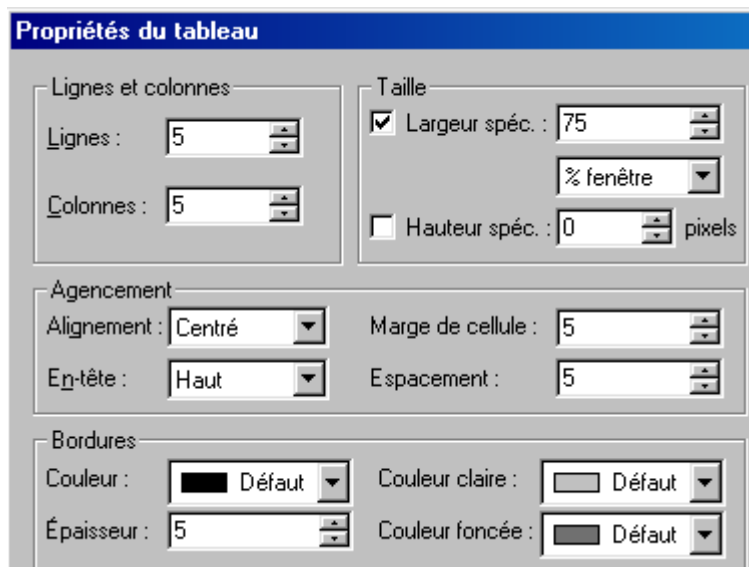 Propriétés du tableau
Lignes et colonnes
Lignes : 5
Colonnes : 5
Taille
Largeur spéc. : 75
% fenêtre
Hauteur spéc. : 0 pixels
Agencement
Alignement : Centré
Marge de cellule : 5
En-tête : Haut
Espacement : 5
Bordures
Couleur : Défaut
Couleur claire : Défaut
Épaisseur : 5
Couleur foncée : Défaut